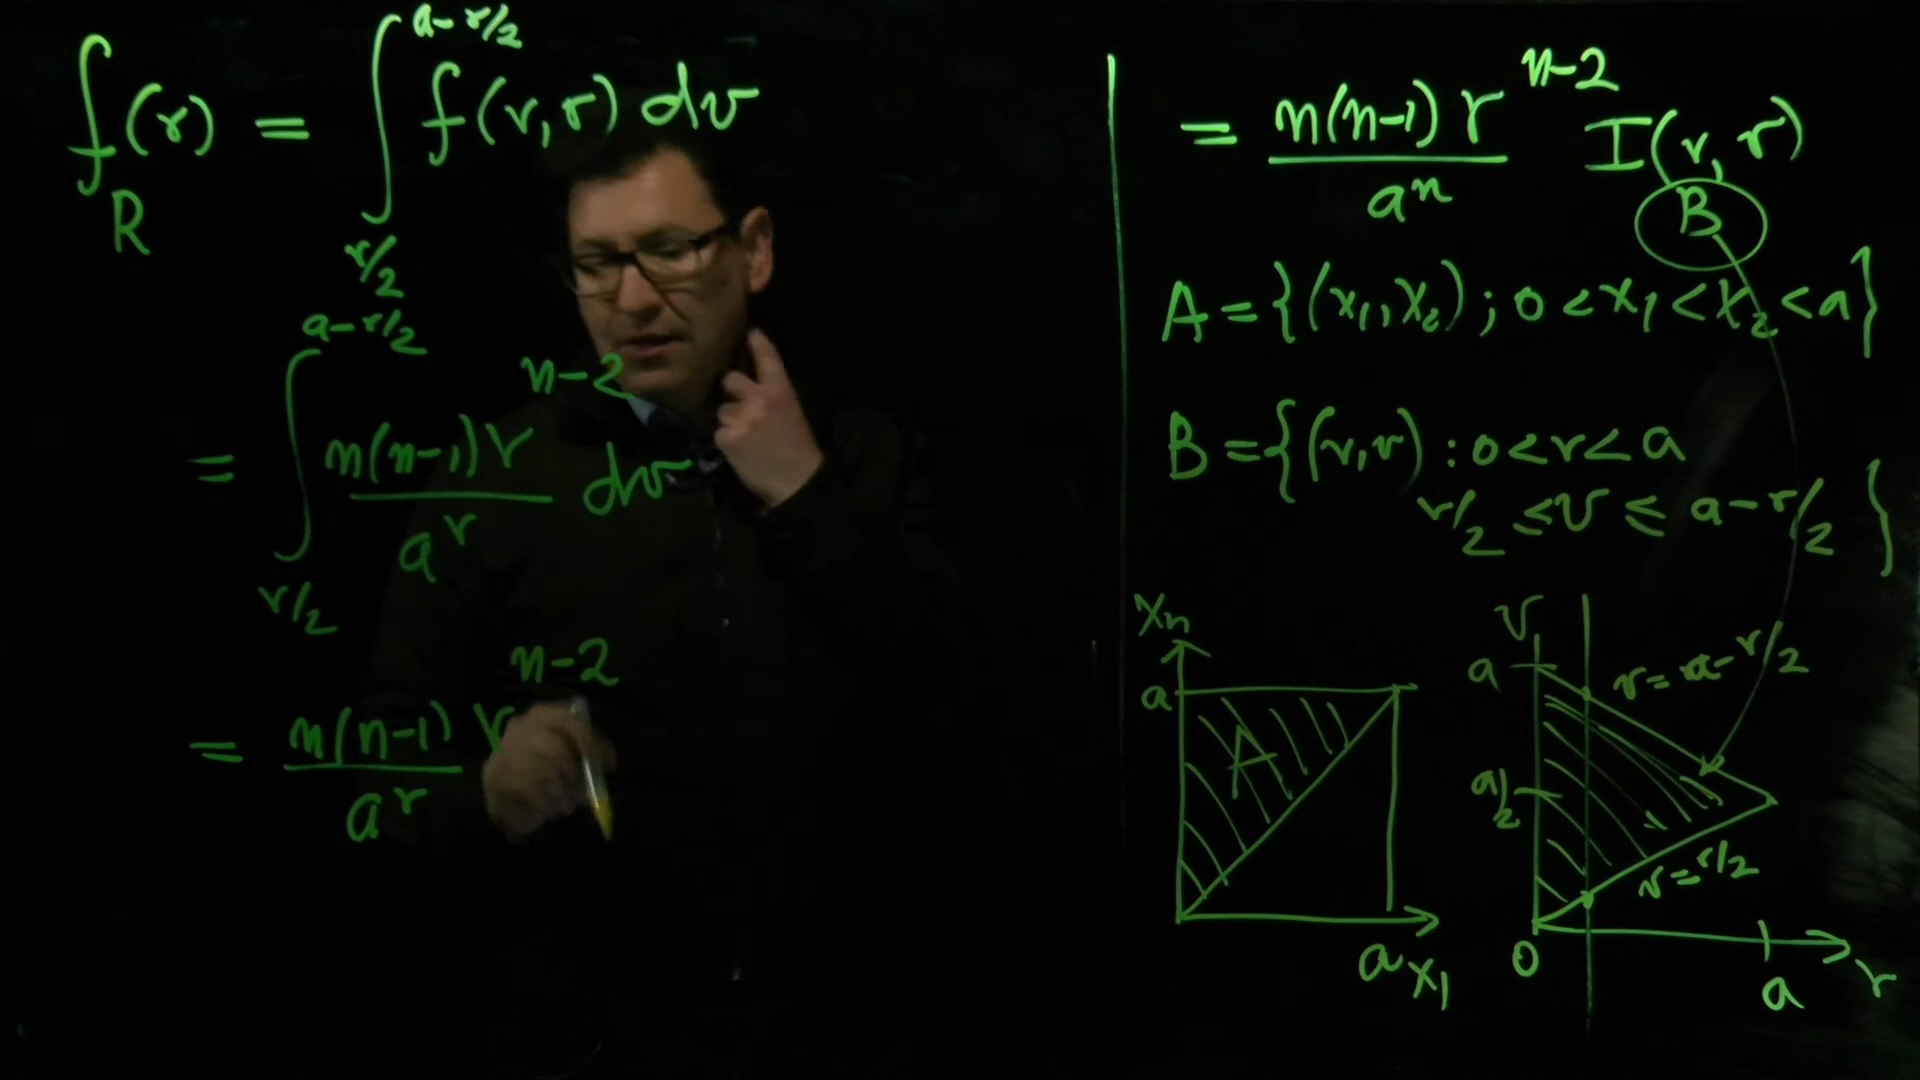 f_R(r) = ∫_{r/2}^{a-r/2} f(v,r) dv
= ∫_{r/2}^{a-r/2} n(n-1) r^{n-2} / a^r dv
= n(n-1) r^{n-2} / a^r
= n(n-1) r^{n-2} / a^n I_B(v,r)
A = {(x_1, x_2) ; 0 < x_1 < x_2 < a}
B = {(r,v) : 0 < r < a
r/2 ≤ v ≤ a - r/2 }
x_n
a
A
a
x_1
v
a
v = a - r/2
a/2
v = r/2
0
a
r